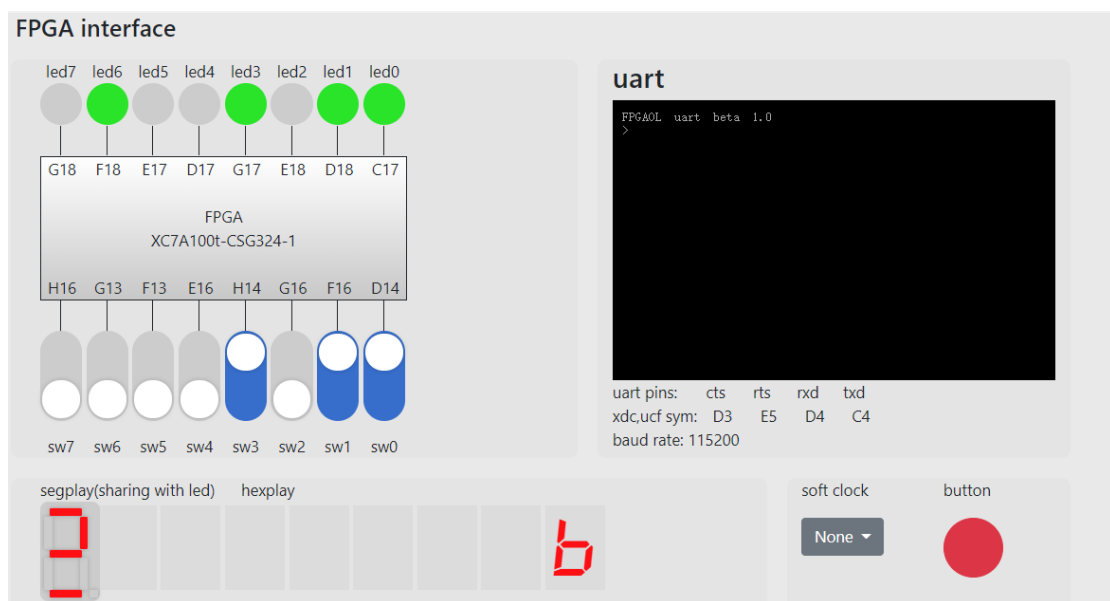 FPGA interface
led7 led6 led5 led4 led3 led2 led1 led0
G18 F18 E17 D17 G17 E18 D18 C17
FPGA
XC7A100t-CSG324-1
H16 G13 F13 E16 H14 G16 F16 D14
sw7 sw6 sw5 sw4 sw3 sw2 sw1 sw0
uart
FPGAOL uart beta 1.0
>
uart pins: cts rts rxd txd
xdc,ucf sym: D3 E5 D4 C4
baud rate: 115200
segplay(sharing with led) hexplay
b
soft clock button
None